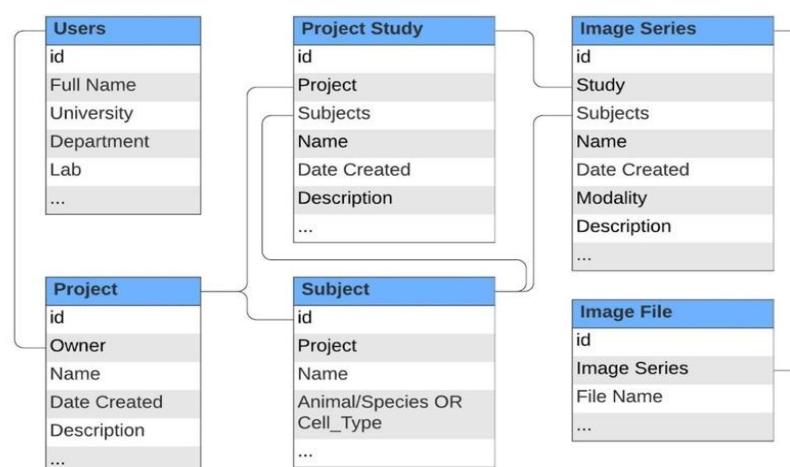 Users
id
Full Name
University
Department
Lab
...
Project Study
id
Project
Subjects
Name
Date Created
Description
...
Image Series
id
Study
Subjects
Name
Date Created
Modality
Description
...
Project
id
Owner
Name
Date Created
Description
...
Subject
id
Project
Name
Animal/Species OR
Cell_Type
...
Image File
id
Image Series
File Name
...